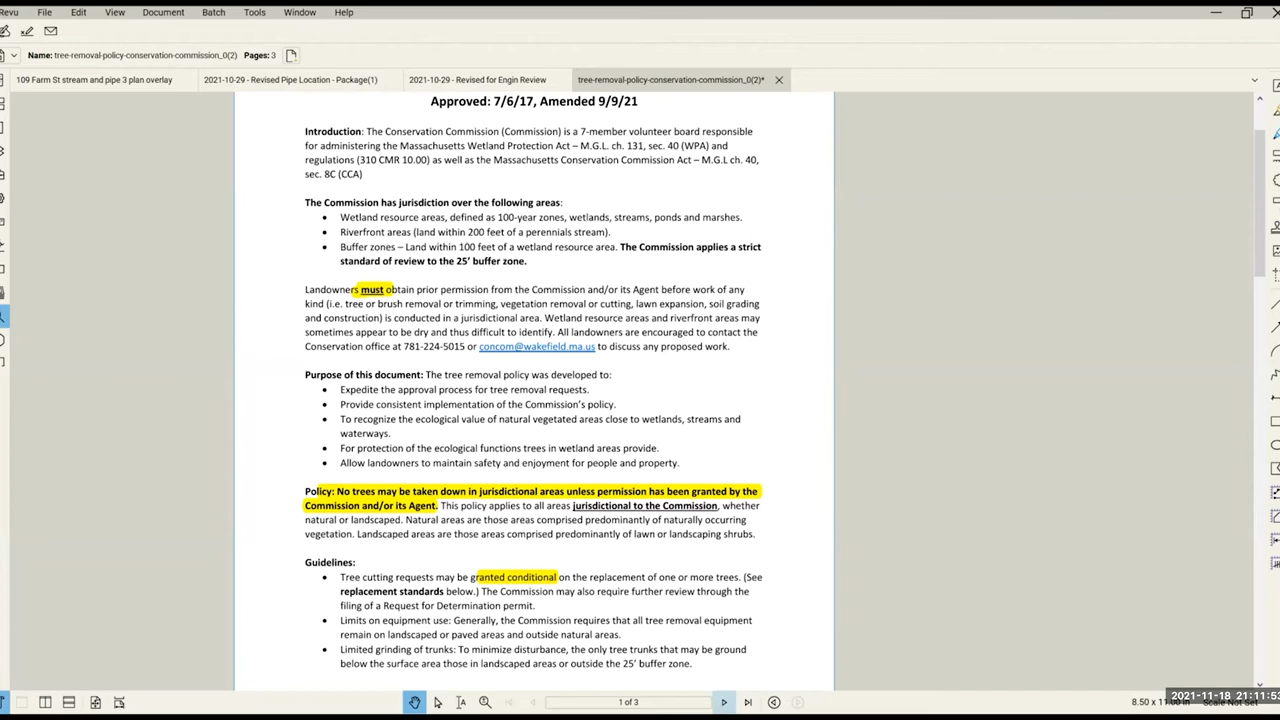 Revu File Edit View Document Batch Tools Window Help
Name: tree-removal-policy-conservation-commission_0(2) Pages: 3
109 Farm St stream and pipe 3 plan overlay 2021-10-29 - Revised Pipe Location - Package(1) 2021-10-29 - Revised for Engin Review tree-removal-policy-conservation-commission_0(2)*
Approved: 7/6/17, Amended 9/9/21
Introduction: The Conservation Commission (Commission) is a 7-member volunteer board responsible
for administering the Massachusetts Wetland Protection Act – M.G.L. ch. 131, sec. 40 (WPA) and
regulations (310 CMR 10.00) as well as the Massachusetts Conservation Commission Act – M.G.L ch. 40,
sec. 8C (CCA)
The Commission has jurisdiction over the following areas:
• Wetland resource areas, defined as 100-year zones, wetlands, streams, ponds and marshes.
• Riverfront areas (land within 200 feet of a perennials stream).
• Buffer zones – Land within 100 feet of a wetland resource area. The Commission applies a strict
standard of review to the 25' buffer zone.
Landowners must obtain prior permission from the Commission and/or its Agent before work of any
kind (i.e. tree or brush removal or trimming, vegetation removal or cutting, lawn expansion, soil grading
and construction) is conducted in a jurisdictional area. Wetland resource areas and riverfront areas may
sometimes appear to be dry and thus difficult to identify. All landowners are encouraged to contact the
Conservation office at 781-224-5015 or concom@wakefield.ma.us to discuss any proposed work.
Purpose of this document: The tree removal policy was developed to:
• Expedite the approval process for tree removal requests.
• Provide consistent implementation of the Commission's policy.
• To recognize the ecological value of natural vegetated areas close to wetlands, streams and
waterways.
• For protection of the ecological functions trees in wetland areas provide.
• Allow landowners to maintain safety and enjoyment for people and property.
Policy: No trees may be taken down in jurisdictional areas unless permission has been granted by the
Commission and/or its Agent. This policy applies to all areas jurisdictional to the Commission, whether
natural or landscaped. Natural areas are those areas comprised predominantly of naturally occurring
vegetation. Landscaped areas are those areas comprised predominantly of lawn or landscaping shrubs.
Guidelines:
• Tree cutting requests may be granted conditional on the replacement of one or more trees. (See
replacement standards below.) The Commission may also require further review through the
filing of a Request for Determination permit.
• Limits on equipment use: Generally, the Commission requires that all tree removal equipment
remain on landscaped or paved areas and outside natural areas.
• Limited grinding of trunks: To minimize disturbance, the only tree trunks that may be ground
below the surface area those in landscaped areas or outside the 25' buffer zone.
1 of 3
8.50 x 11.00 in
2021-11-18 21:11:53
Scale Not Set